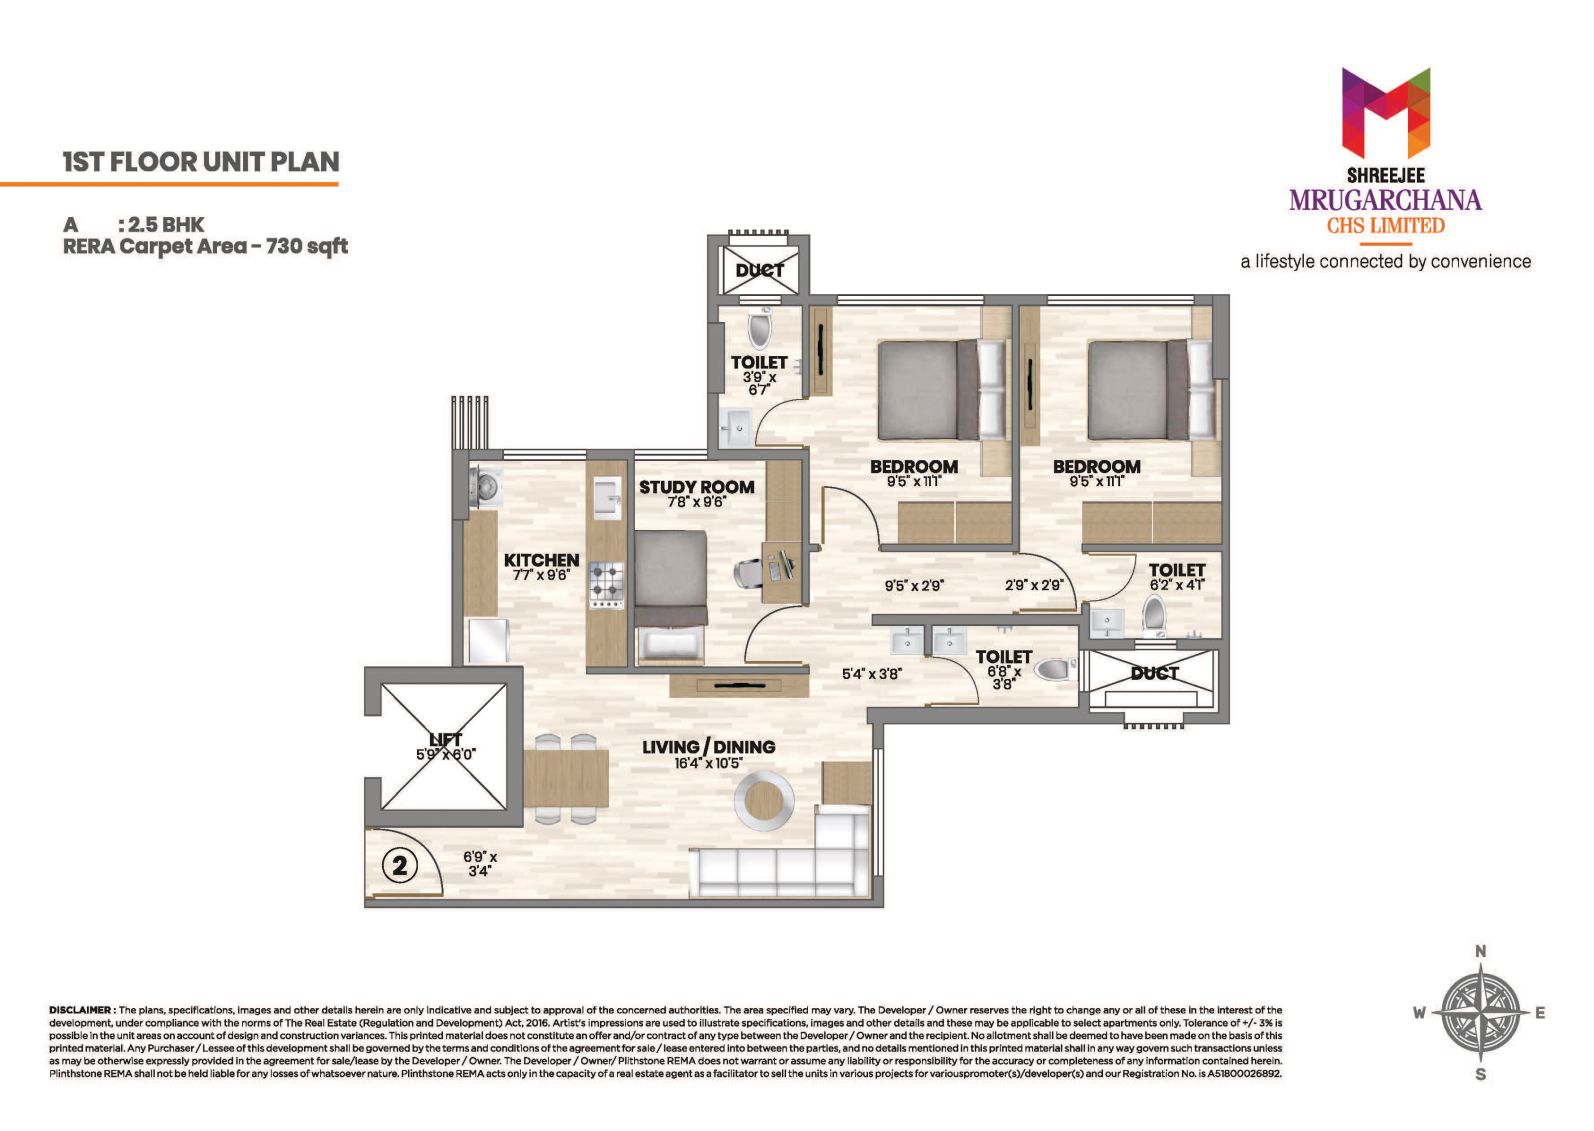 1ST FLOOR UNIT PLAN
A : 2.5 BHK
RERA Carpet Area - 730 sqft
SHREEJEE
MRUGARCHANA
CHS LIMITED
a lifestyle connected by convenience
DUCT
TOILET
3'9" x
6'7"
BEDROOM
9'5" x 11'1"
BEDROOM
9'5" x 11'1"
STUDY ROOM
7'8" x 9'6"
KITCHEN
7'7" x 9'6"
9'5" x 2'9"
2'9" x 2'9"
TOILET
6'2" x 4'1"
TOILET
6'8" x
3'8"
5'4" x 3'8"
DUCT
LIFT
5'9" x 6'0"
LIVING / DINING
16'4" x 10'5"
2
6'9" x
3'4"
N
W
E
S
DISCLAIMER : The plans, specifications, images and other details herein are only indicative and subject to approval of the concerned authorities. The area specified may vary. The Developer / Owner reserves the right to change any or all of these in the interest of the
development, under compliance with the norms of The Real Estate (Regulation and Development) Act, 2016. Artist's impressions are used to illustrate specifications, images and other details and these may be applicable to select apartments only. Tolerance of +/- 3% is
possible in the unit areas on account of design and construction variances. This printed material does not constitute an offer and/or contract of any type between the Developer / Owner and the recipient. No allotment shall be deemed to have been made on the basis of this
printed material. Any Purchaser / Lessee of this development shall be governed by the terms and conditions of the agreement for sale / lease entered into between the parties, and no details mentioned in this printed material shall in any way govern such transactions unless
as may be otherwise expressly provided in the agreement for sale/lease by the Developer / Owner. The Developer / Owner/ Plithstone REMA does not warrant or assume any liability or responsibility for the accuracy or completeness of any information contained herein.
Plinthstone REMA shall not be held liable for any losses of whatsoever nature. Plinthstone REMA acts only in the capacity of a real estate agent as a facilitator to sell the units in various projects for variouspromoter(s)/developer(s) and our Registration No. is A51800026892.